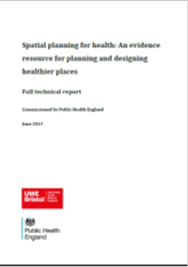 Spatial planning for health: An evidence
resource for planning and designing
healthier places
Full technical report
Commissioned by Public Health England
June 2017
UWE
Bristol
Public Health
England